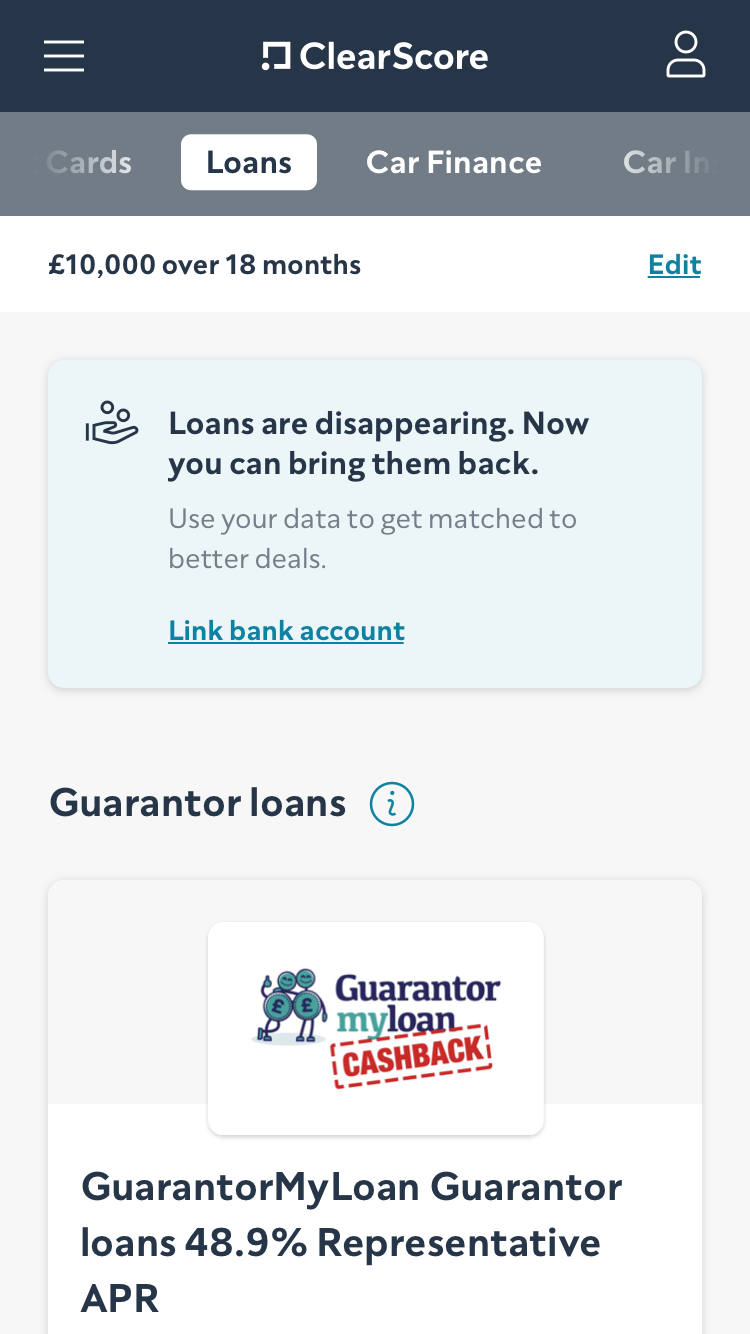 ClearScore
Cards Loans Car Finance Car
£10,000 over 18 months Edit
Loans are disappearing. Now
you can bring them back.
Use your data to get matched to
better deals.
Link bank account
Guarantor loans i
££
Guarantor
myloan
CASHBACK
GuarantorMyLoan Guarantor
loans 48.9% Representative
APR